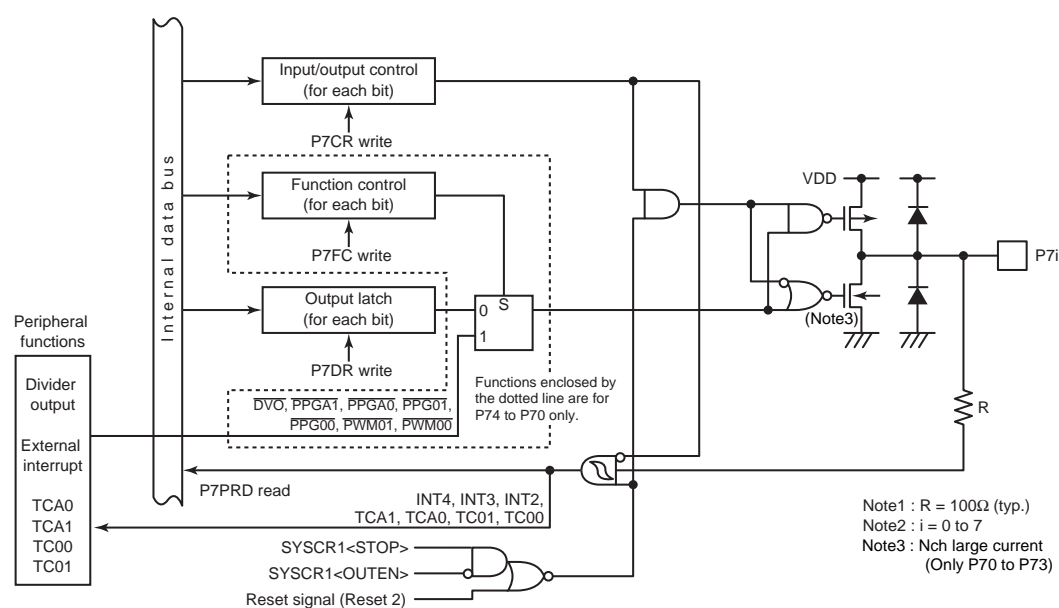 Internal data bus
Input/output control
(for each bit)
P7CR write
Function control
(for each bit)
P7FC write
Output latch
(for each bit)
P7DR write
0
S
1
VDD
P7i
(Note3)
R
Functions enclosed by
the dotted line are for
P74 to P70 only.
Peripheral
functions
Divider
output
External
interrupt
TCA0
TCA1
TC00
TC01
DVO, PPGA1, PPGA0, PPG01,
PPG00, PWM01, PWM00
P7PRD read
INT4, INT3, INT2,
TCA1, TCA0, TC01, TC00
SYSCR1<STOP>
SYSCR1<OUTEN>
Reset signal (Reset 2)
Note1 : R = 100Ω (typ.)
Note2 : i = 0 to 7
Note3 : Nch large current
(Only P70 to P73)